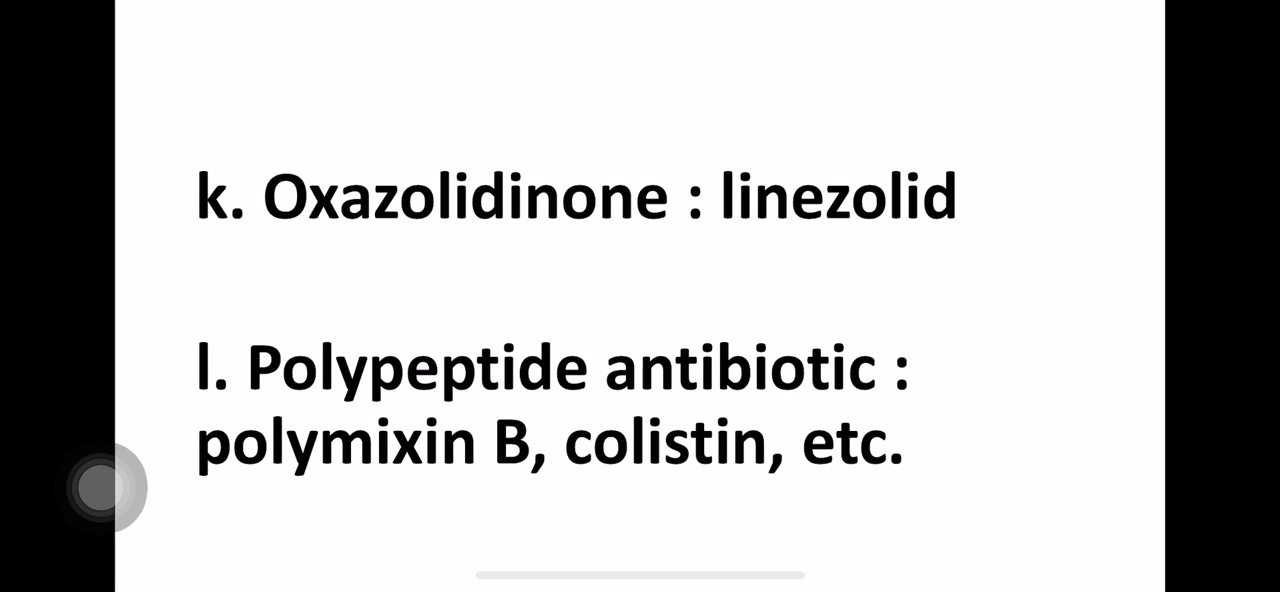 k. Oxazolidinone : linezolid
l. Polypeptide antibiotic :
polymixin B, colistin, etc.